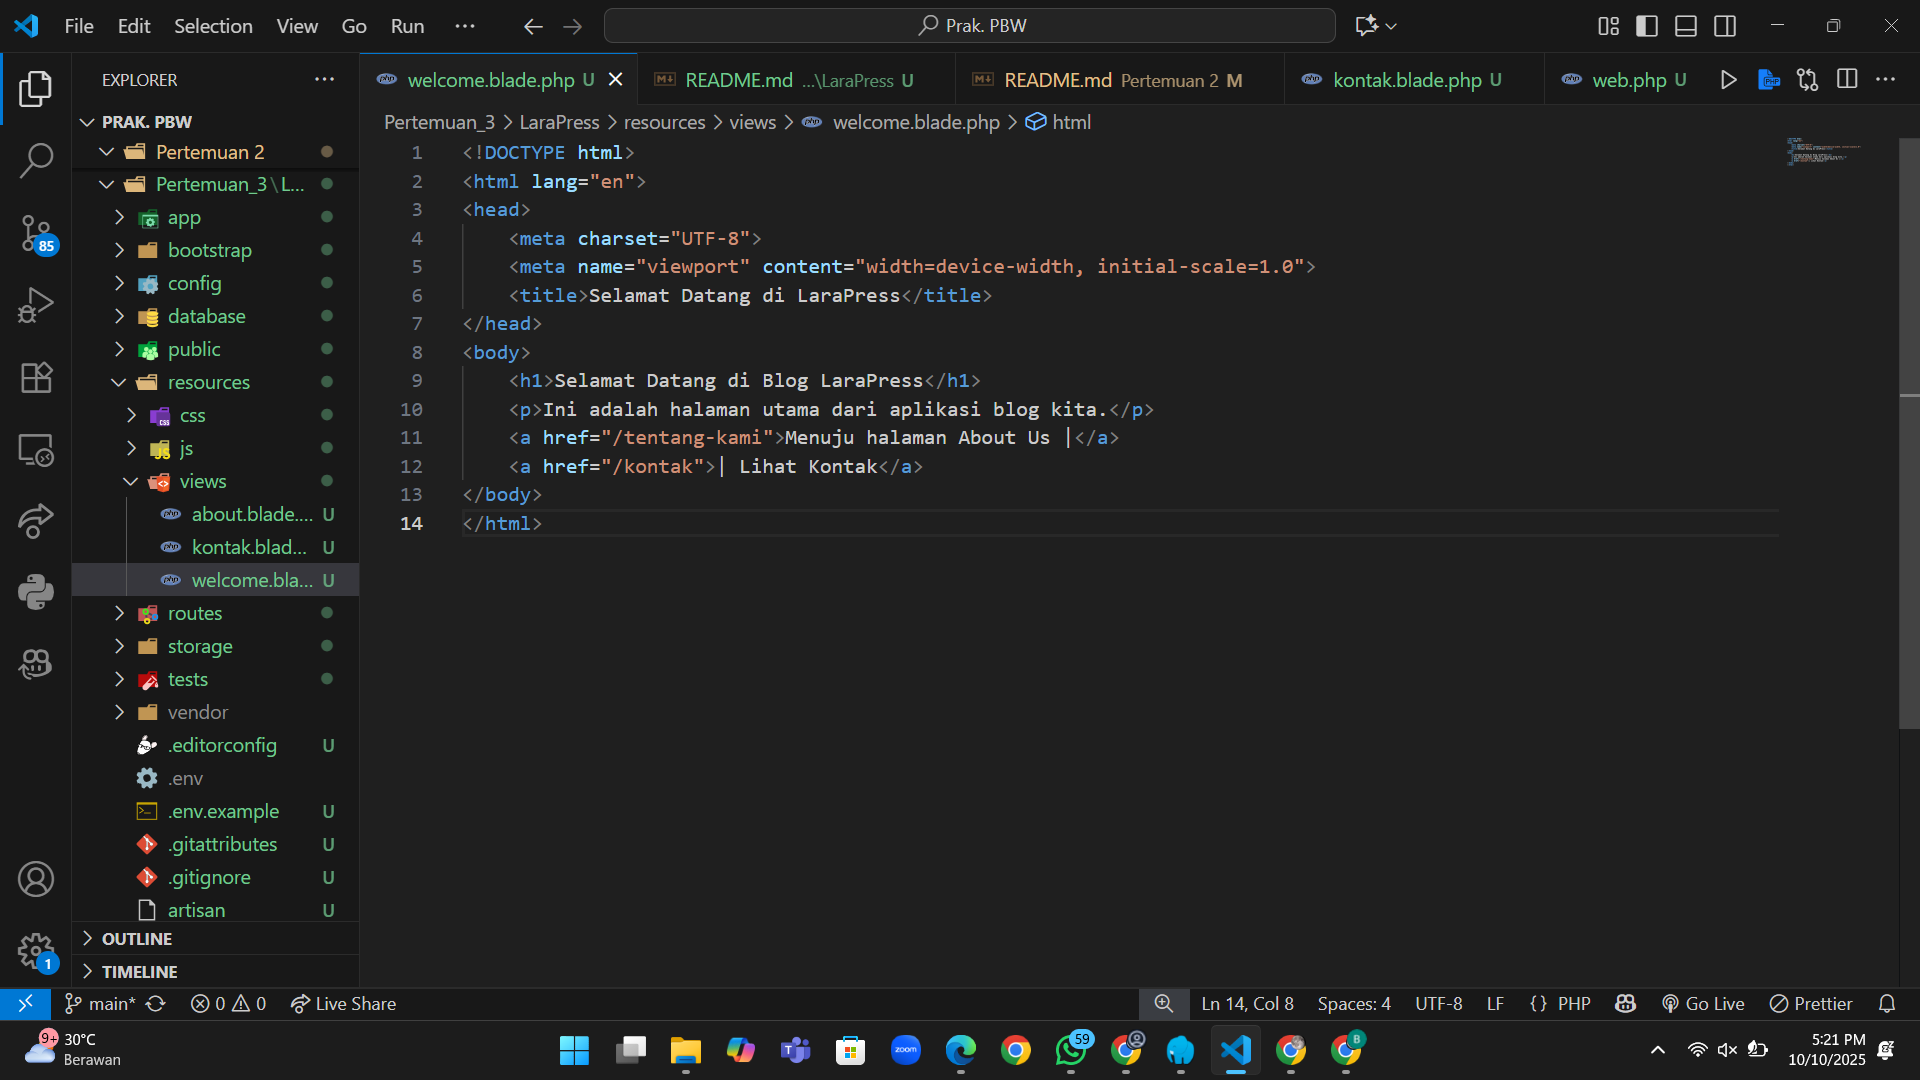 File Edit Selection View Go Run ··· Prak. PBW
EXPLORER ···
welcome.blade.php U README.md ...\LaraPress U README.md Pertemuan 2 M kontak.blade.php U web.php U
PRAK. PBW
Pertemuan_3 > LaraPress > resources > views > welcome.blade.php > html
Pertemuan 2
Pertemuan_3\L...
app
bootstrap
config
database
public
resources
css
js
views
about.blade.... U
kontak.blad... U
welcome.bla... U
routes
storage
tests
vendor
.editorconfig U
.env
.env.example U
.gitattributes U
.gitignore U
artisan U
OUTLINE
TIMELINE
85
1
1 <!DOCTYPE html>
2 <html lang="en">
3 <head>
4 <meta charset="UTF-8">
5 <meta name="viewport" content="width=device-width, initial-scale=1.0">
6 <title>Selamat Datang di LaraPress</title>
7 </head>
8 <body>
9 <h1>Selamat Datang di Blog LaraPress</h1>
10 <p>Ini adalah halaman utama dari aplikasi blog kita.</p>
11 <a href="/tentang-kami">Menuju halaman About Us |</a>
12 <a href="/kontak">| Lihat Kontak</a>
13 </body>
14 </html>
main* 0 0 Live Share Ln 14, Col 8 Spaces: 4 UTF-8 LF {} PHP Go Live Prettier
9+ 30°C
Berawan
zoom
59
B
5:21 PM
10/10/2025